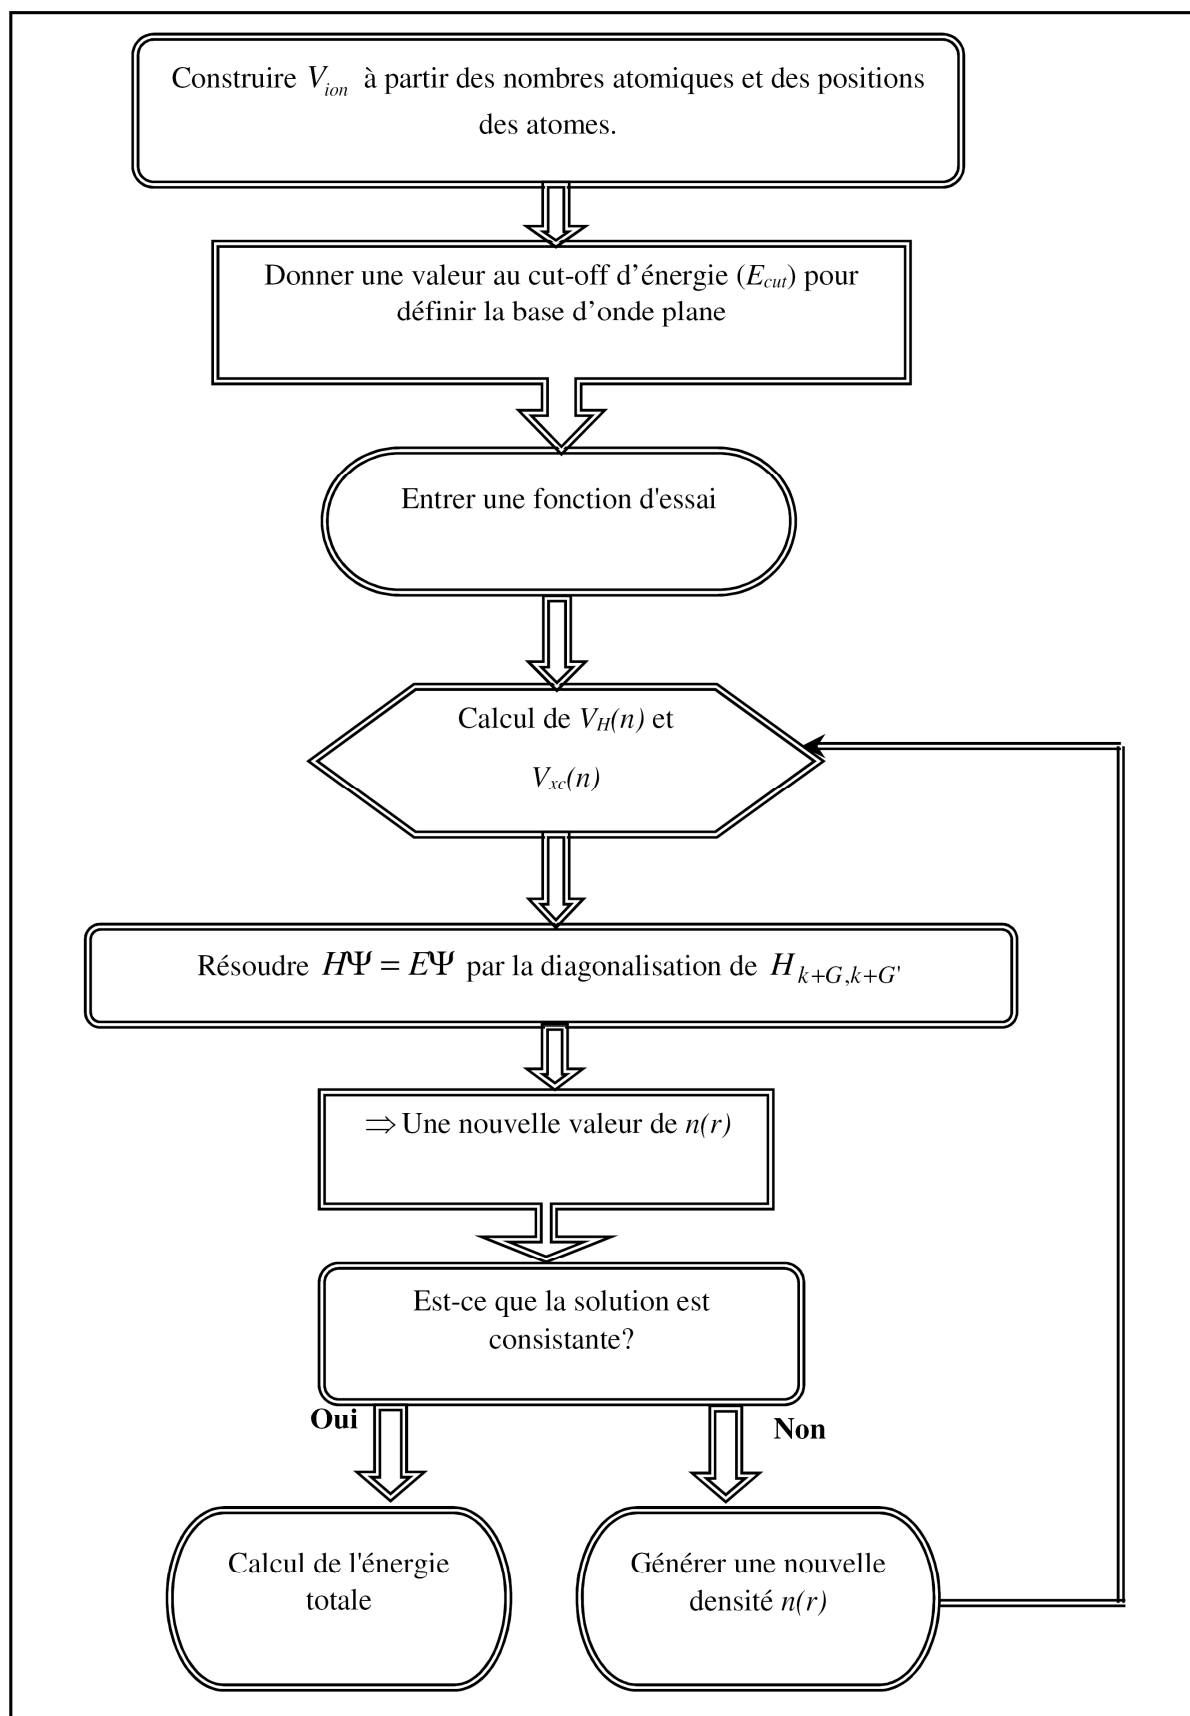 Construire V_ion à partir des nombres atomiques et des positions
des atomes.
Donner une valeur au cut-off d’énergie (E_cut) pour
définir la base d’onde plane
Entrer une fonction d'essai
Calcul de V_H(n) et
V_xc(n)
Résoudre HΨ = EΨ par la diagonalisation de H_k+G,k+G'
⇒ Une nouvelle valeur de n(r)
Est-ce que la solution est
consistante?
Oui
Non
Calcul de l'énergie
totale
Générer une nouvelle
densité n(r)